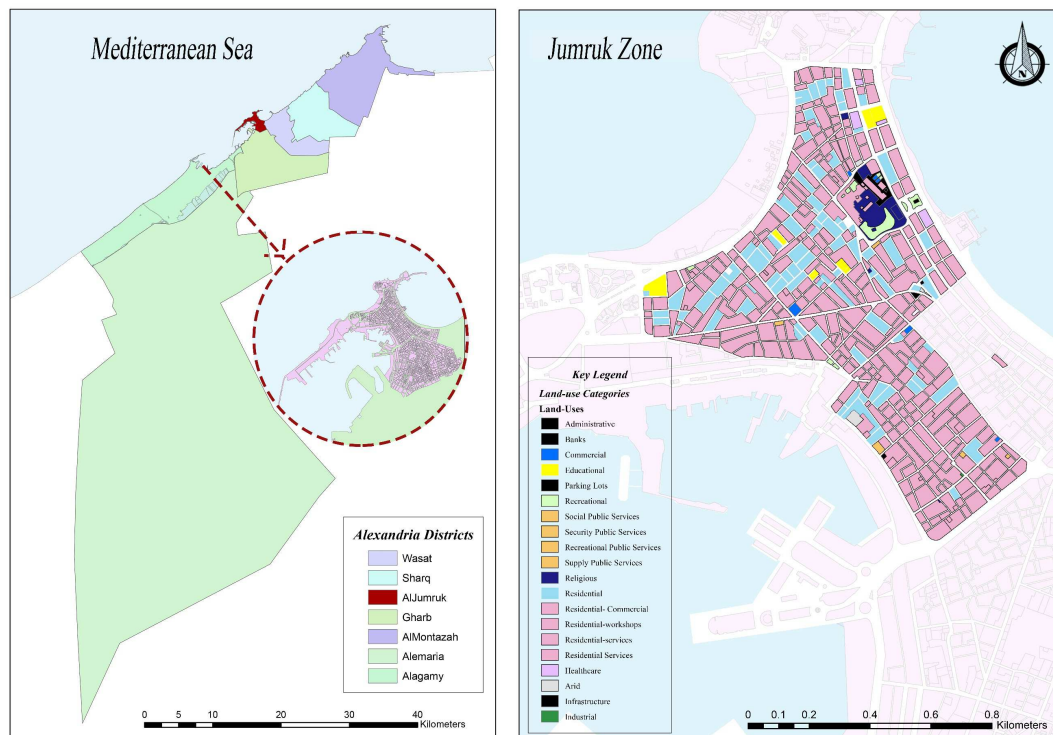 Mediterranean Sea
Alexandria Districts
Wasat
Sharq
AlJumruk
Gharb
AlMontazah
Alemaria
Alagamy
0 5 10 20 30 40
Kilometers
Jumruk Zone
N
Key Legend
Land-use Categories
Land-Uses
Administrative
Banks
Commercial
Educational
Parking Lots
Recreational
Social Public Services
Security Public Services
Recreational Public Services
Supply Public Services
Religious
Residential
Residential- Commercial
Residential-workshops
Residential-services
Residential Services
Healthcare
Arid
Infrastructure
Industrial
0 0.1 0.2 0.4 0.6 0.8
Kilometers